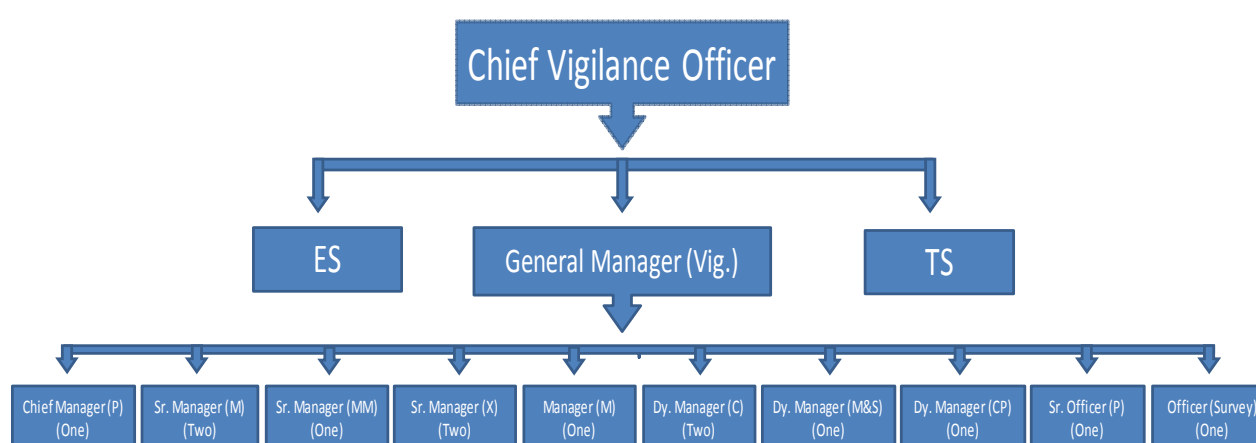 Chief Vigilance Officer
ES
General Manager (Vig.)
TS
Chief Manager (P)
(One)
Sr. Manager (M)
(Two)
Sr. Manager (MM)
(One)
Sr. Manager (X)
(Two)
Manager (M)
(One)
Dy. Manager (C)
(Two)
Dy. Manager (M&S)
(One)
Dy. Manager (CP)
(One)
Sr. Officer (P)
(One)
Officer (Survey)
(One)